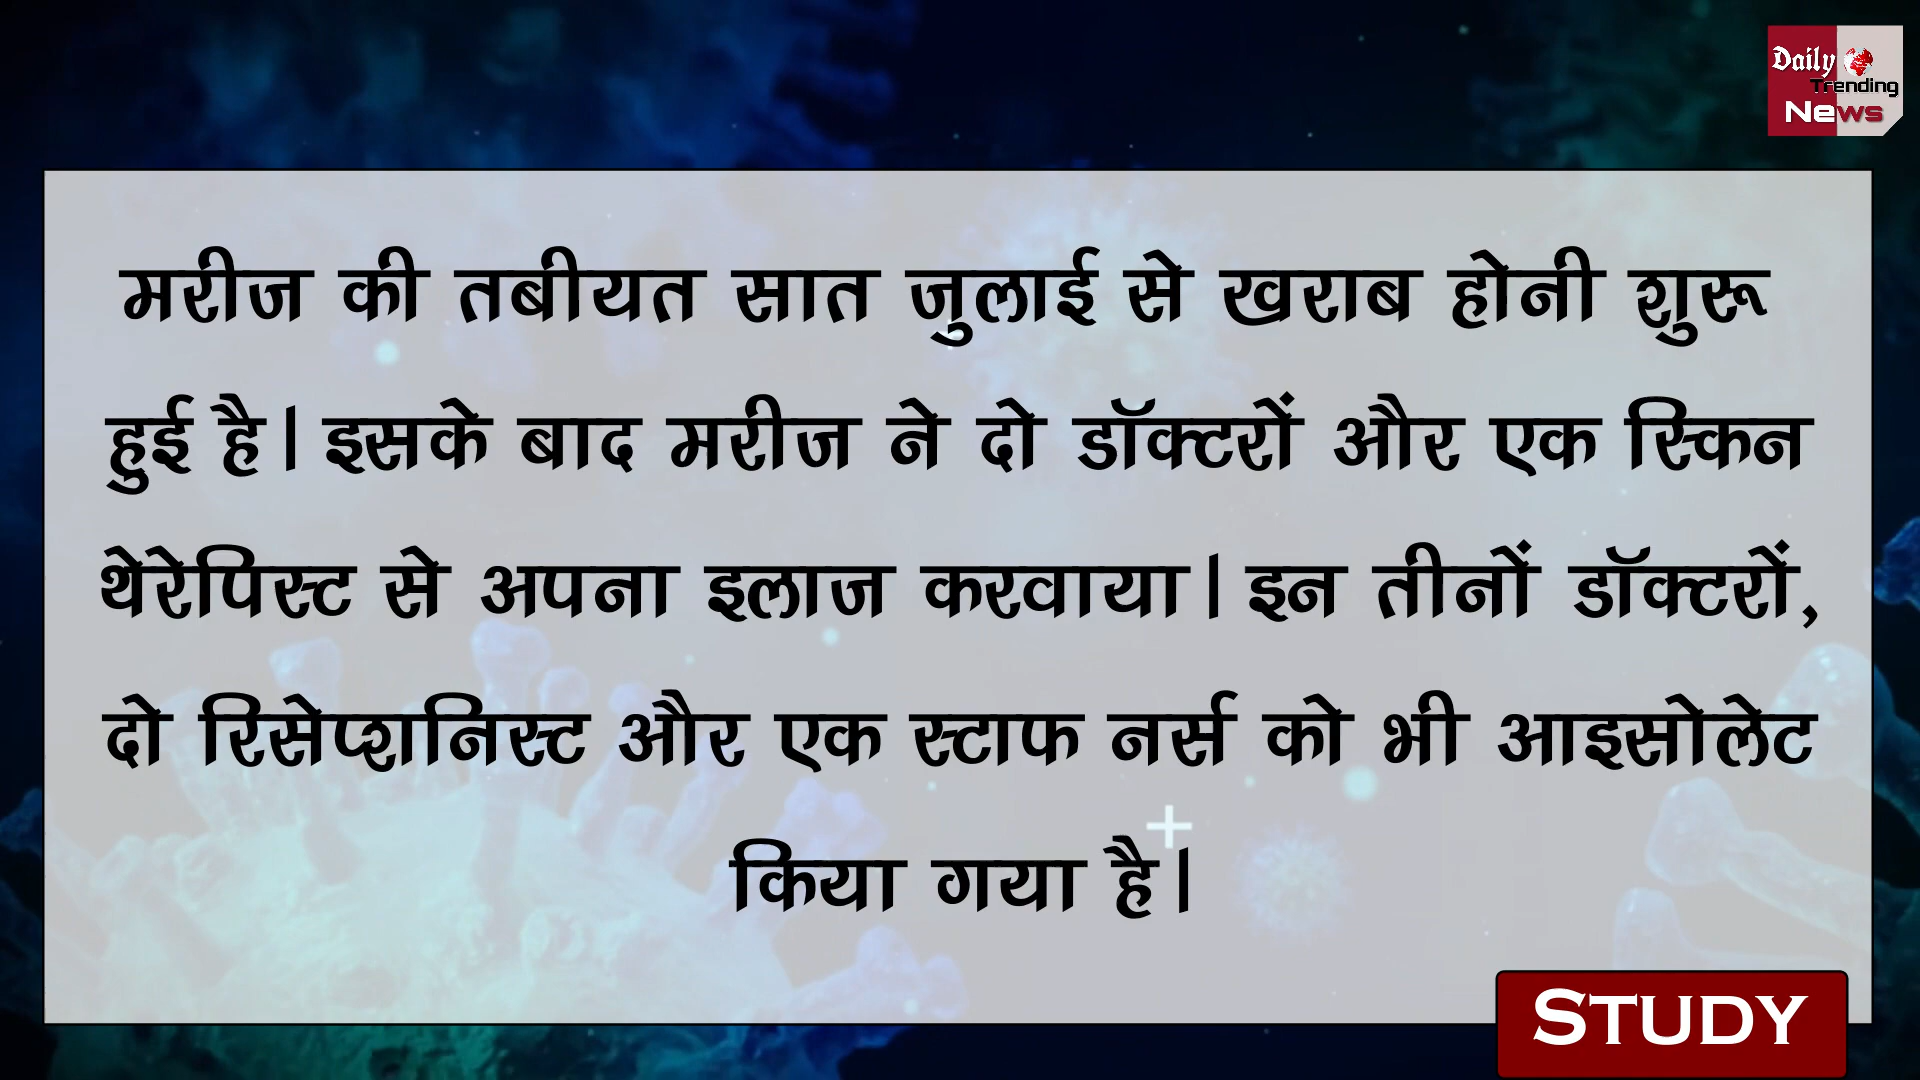 Daily
Trending
News
मरीज की तबीयत सात जुलाई से खराब होनी शुरू
हुई है। इसके बाद मरीज ने दो डॉक्टरों और एक स्किन
थेरेपिस्ट से अपना इलाज करवाया। इन तीनों डॉक्टरों,
दो रिसेप्शनिस्ट और एक स्टाफ नर्स को भी आइसोलेट
किया गया है।
STUDY